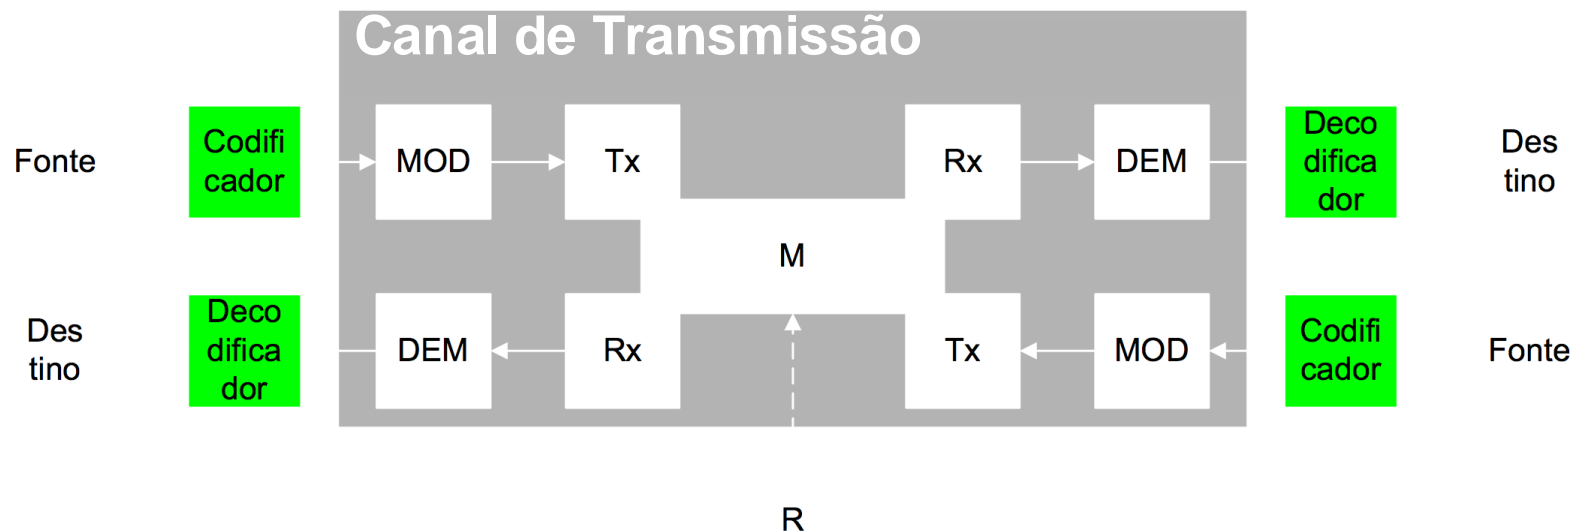 Canal de Transmissão
Fonte
Codifi
cador
MOD
Tx
Rx
DEM
Deco
difica
dor
Des
tino
M
Des
tino
Deco
difica
dor
DEM
Rx
Tx
MOD
Codifi
cador
Fonte
R